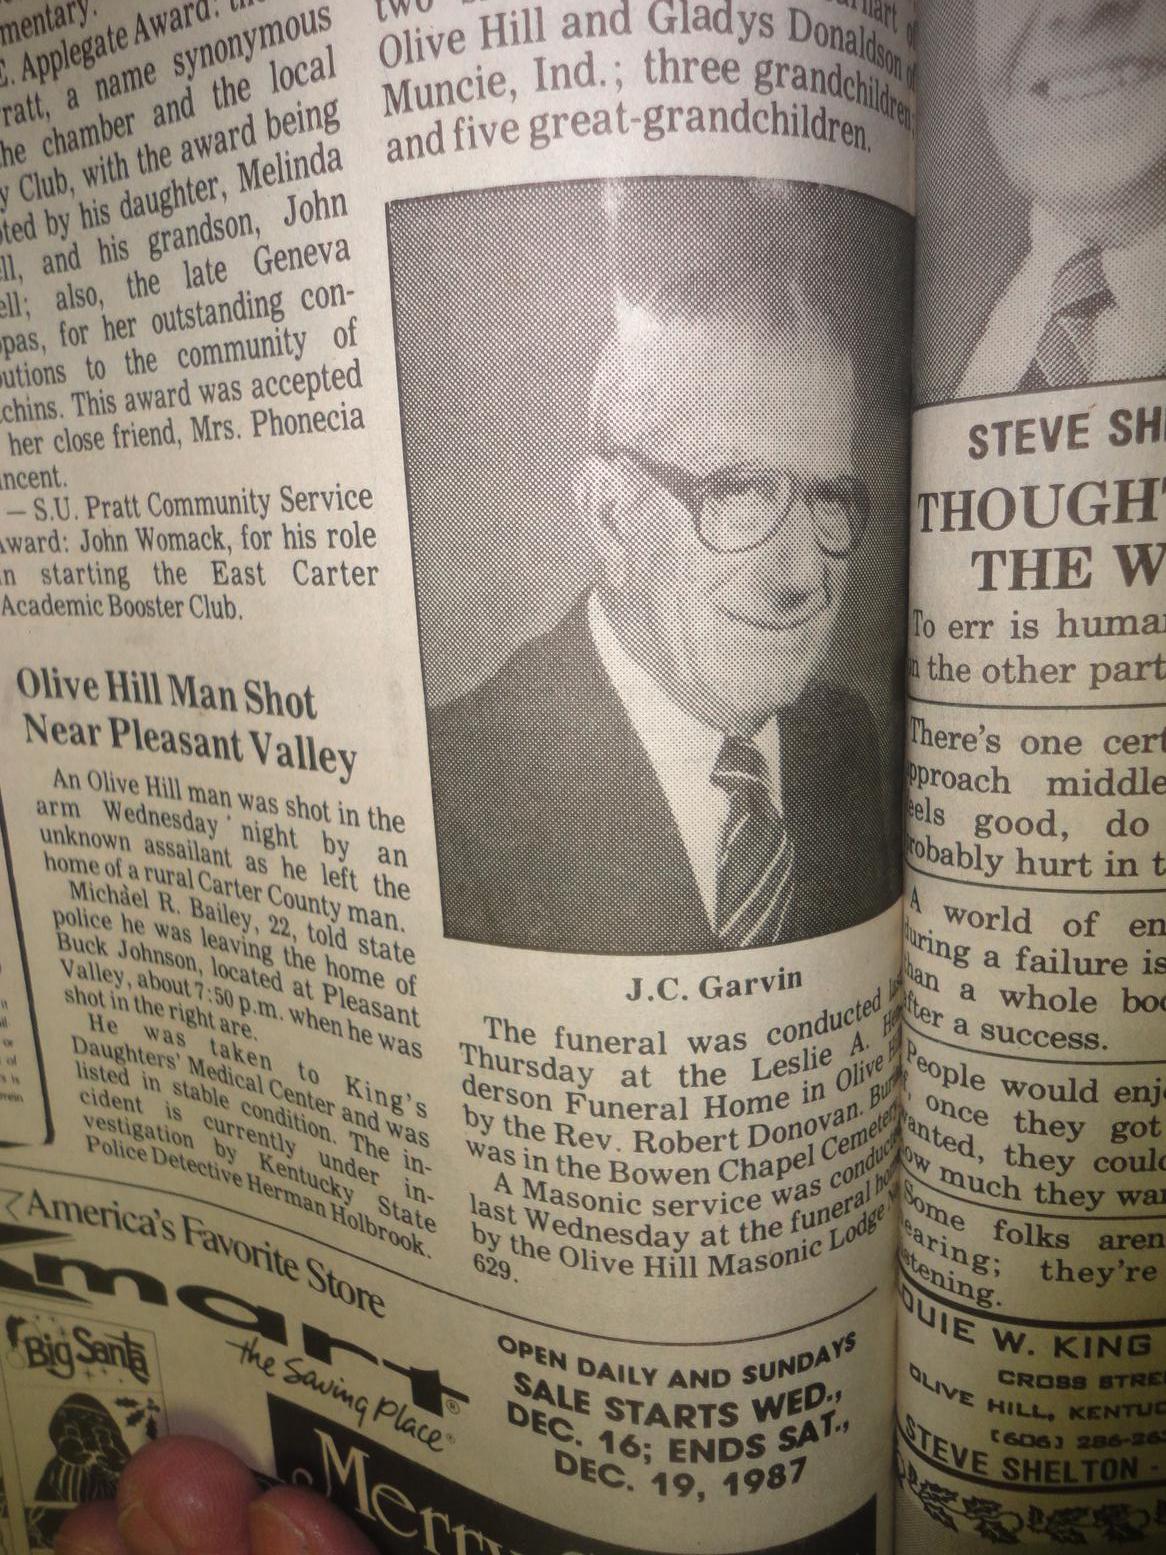 mentary.
E. Applegate Award:
ratt, a name synonymous
he chamber and the local
y Club, with the award being
ted by his daughter, Melinda
ll, and his grandson, John
ell; also, the late Geneva
pas, for her outstanding con-
utions to the community of
chins. This award was accepted
her close friend, Mrs. Phonecia
ncent.
— S.U. Pratt Community Service
Award: John Womack, for his role
n starting the East Carter
Academic Booster Club.
Olive Hill Man Shot
Near Pleasant Valley
An Olive Hill man was shot in the
arm Wednesday night by an
unknown assailant as he left the
home of a rural Carter County man.
Michael R. Bailey, 22, told state
police he was leaving the home of
Buck Johnson, located at Pleasant
Valley, about 7:50 p.m. when he was
shot in the right are.
He was taken to King's
Daughters' Medical Center and was
listed in stable condition. The in-
cident is currently under in-
vestigation by Kentucky State
Police Detective Herman Holbrook.
two
Olive Hill and Gladys Donaldson of
Muncie, Ind.; three grandchildren;
and five great-grandchildren.
J.C. Garvin
The funeral was conducted
Thursday at the Leslie A.
derson Funeral Home in Olive
by the Rev. Robert Donovan.
was in the Bowen Chapel Cemetery
A Masonic service was conduc
last Wednesday at the funeral
by the Olive Hill Masonic Lodge
629.
America's Favorite Store
Kmart®
the Saving Place®
Big Santa
OPEN DAILY AND SUNDAYS
SALE STARTS WED.,
DEC. 16; ENDS SAT.,
DEC. 19, 1987
Merry
STEVE SH
THOUGHT
THE W
To err is huma
n the other part
There's one cert
pproach middle
eels good, do
robably hurt in t
A world of en
during a failure is
han a whole boo
fter a success.
People would enj
once they got
anted, they coul
ow much they wa
Some folks aren
earing; they're
stening.
OUIE W. KING
CROSS STRE
OLIVE HILL, KENTUC
(606) 286-26
STEVE SHELTON -